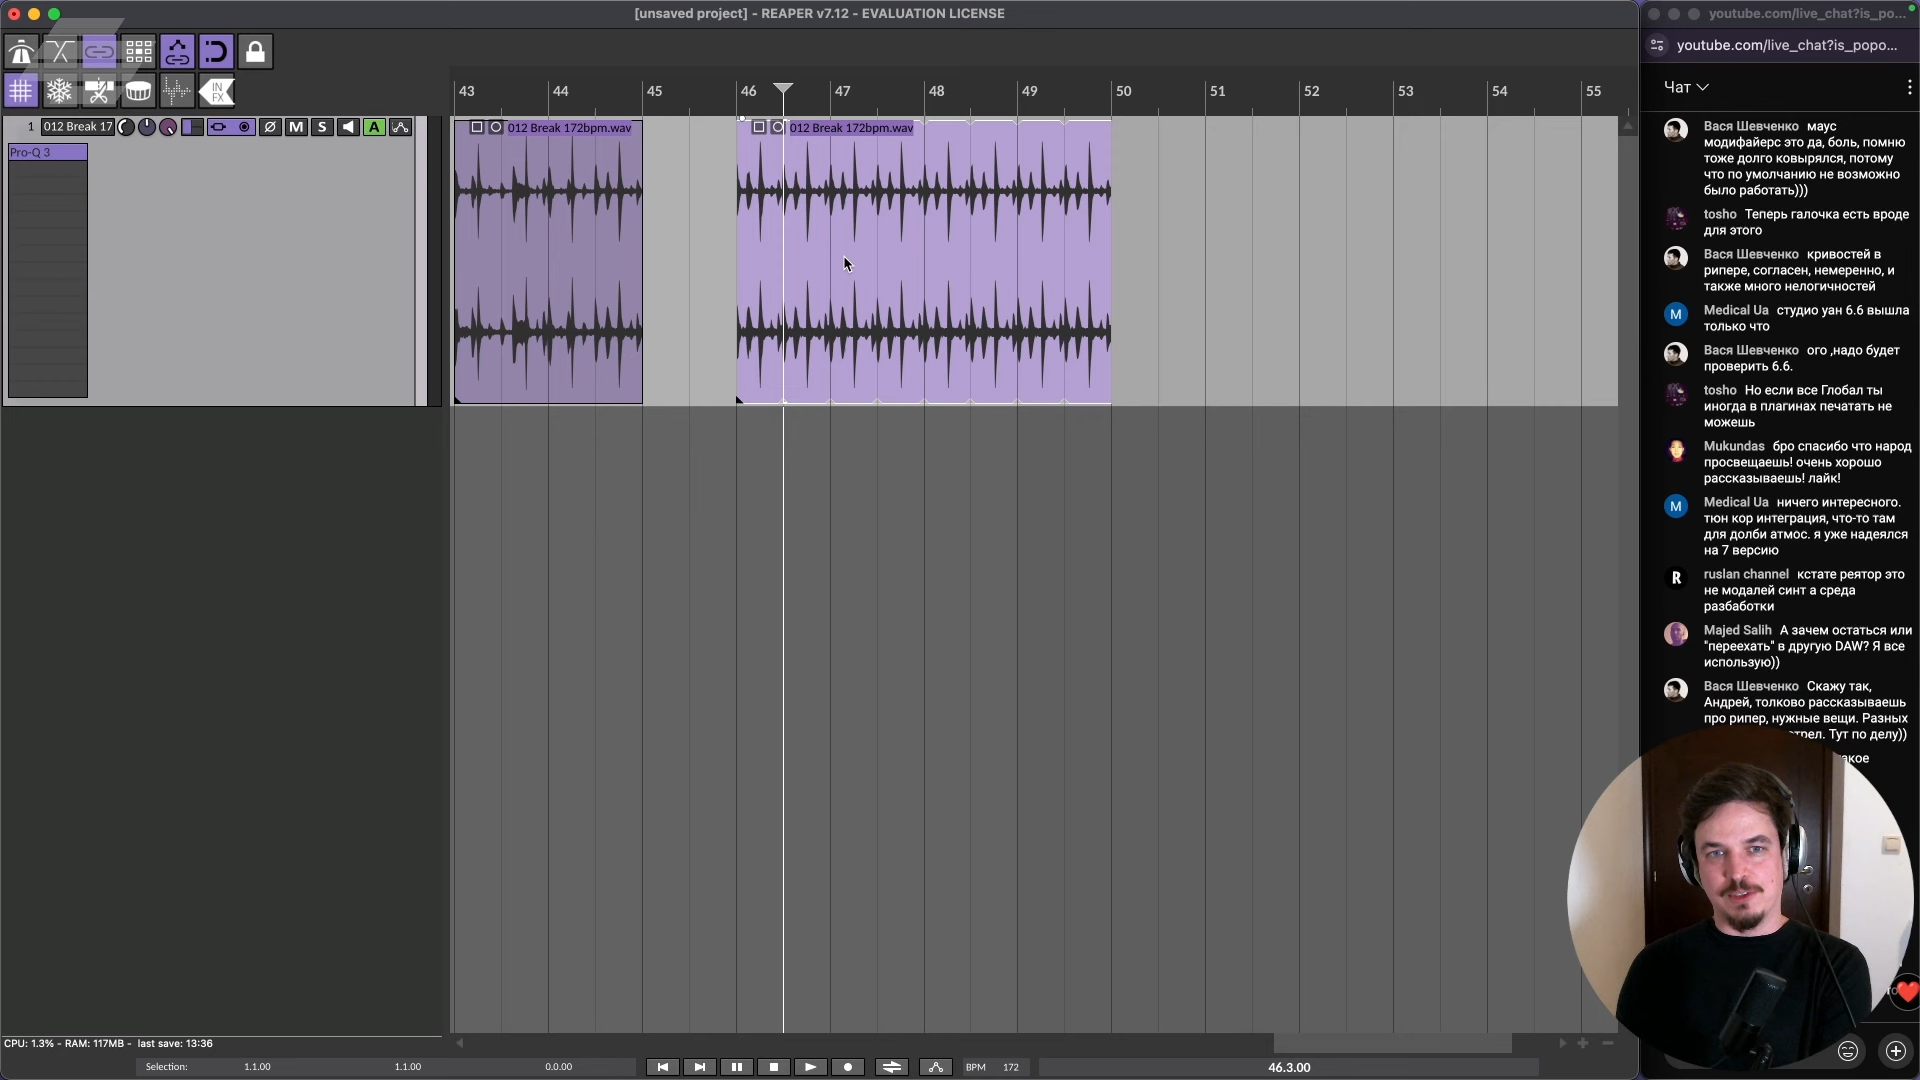 [unsaved project] - REAPER v7.12 - EVALUATION LICENSE
youtube.com/live_chat?is_po...
youtube.com/live_chat?is_popo...
IN
FX
43 44 45 46 47 48 49 50 51 52 53 54 55
1 012 Break 17 M S A
Pro-Q 3
012 Break 172bpm.wav
012 Break 172bpm.wav
Чат
Вася Шевченко маус
модифайерс это да, боль, помню
тоже долго ковырялся, потому
что по умолчанию не возможно
было работать)))
tosho Теперь галочка есть вроде
для этого
Вася Шевченко кривостей в
рипере, согласен, немеренно, и
также много нелогичностей
M
Medical Ua студио уан 6.6 вышла
только что
Вася Шевченко ого ,надо будет
проверить 6.6.
tosho Но если все Глобал ты
иногда в плагинах печатать не
можешь
Mukundas бро спасибо что народ
просвещаешь! очень хорошо
рассказываешь! лайк!
M
Medical Ua ничего интересного.
тюн кор интеграция, что-то там
для долби атмос. я уже надеялся
на 7 версию
R
ruslan channel кстате реятор это
не модалей синт а среда
разбаботки
Majed Salih А зачем остаться или
"переехать" в другую DAW? Я все
использую))
Вася Шевченко Скажу так,
Андрей, толково рассказываешь
про рипер, нужные вещи. Разных
трел. Тут по делу))
акое
CPU: 1.3% - RAM: 117MB - last save: 13:36
Selection: 1.1.00 1.1.00 0.0.00
BPM 172
46.3.00